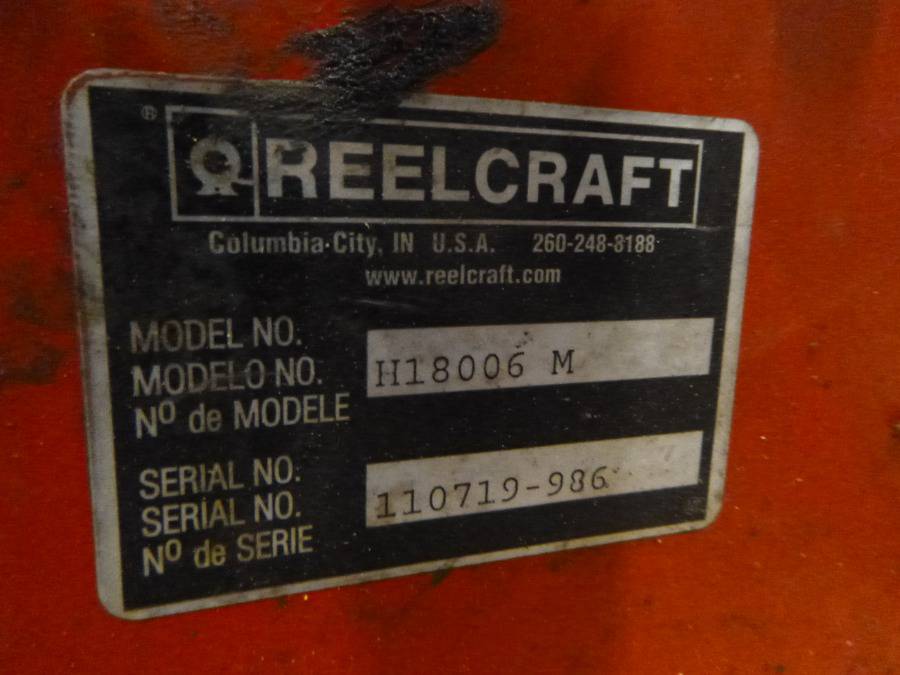 ® REELCRAFT
Columbia City, IN U.S.A. 260-248-8188
www.reelcraft.com
MODEL NO.
MODELO NO.
Nº de MODELE
H18006 M
SERIAL NO.
SERIAL NO.
Nº de SERIE
110719-986